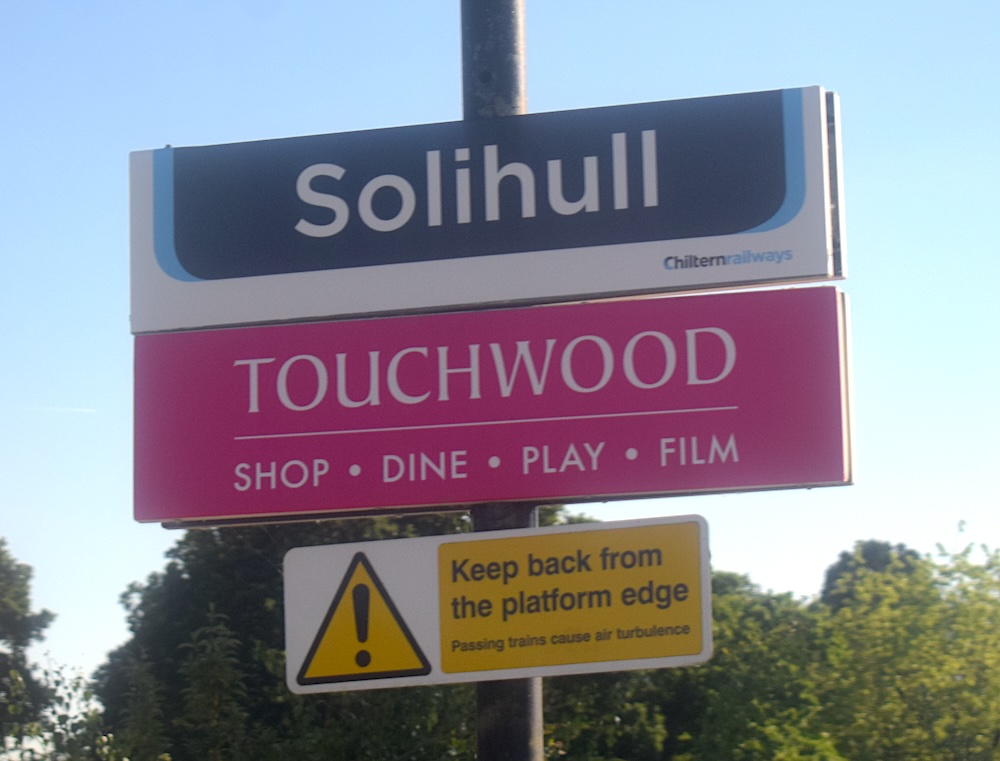 Solihull
Chilternrailways
TOUCHWOOD
SHOP • DINE • PLAY • FILM
Keep back from
the platform edge
Passing trains cause air turbulence